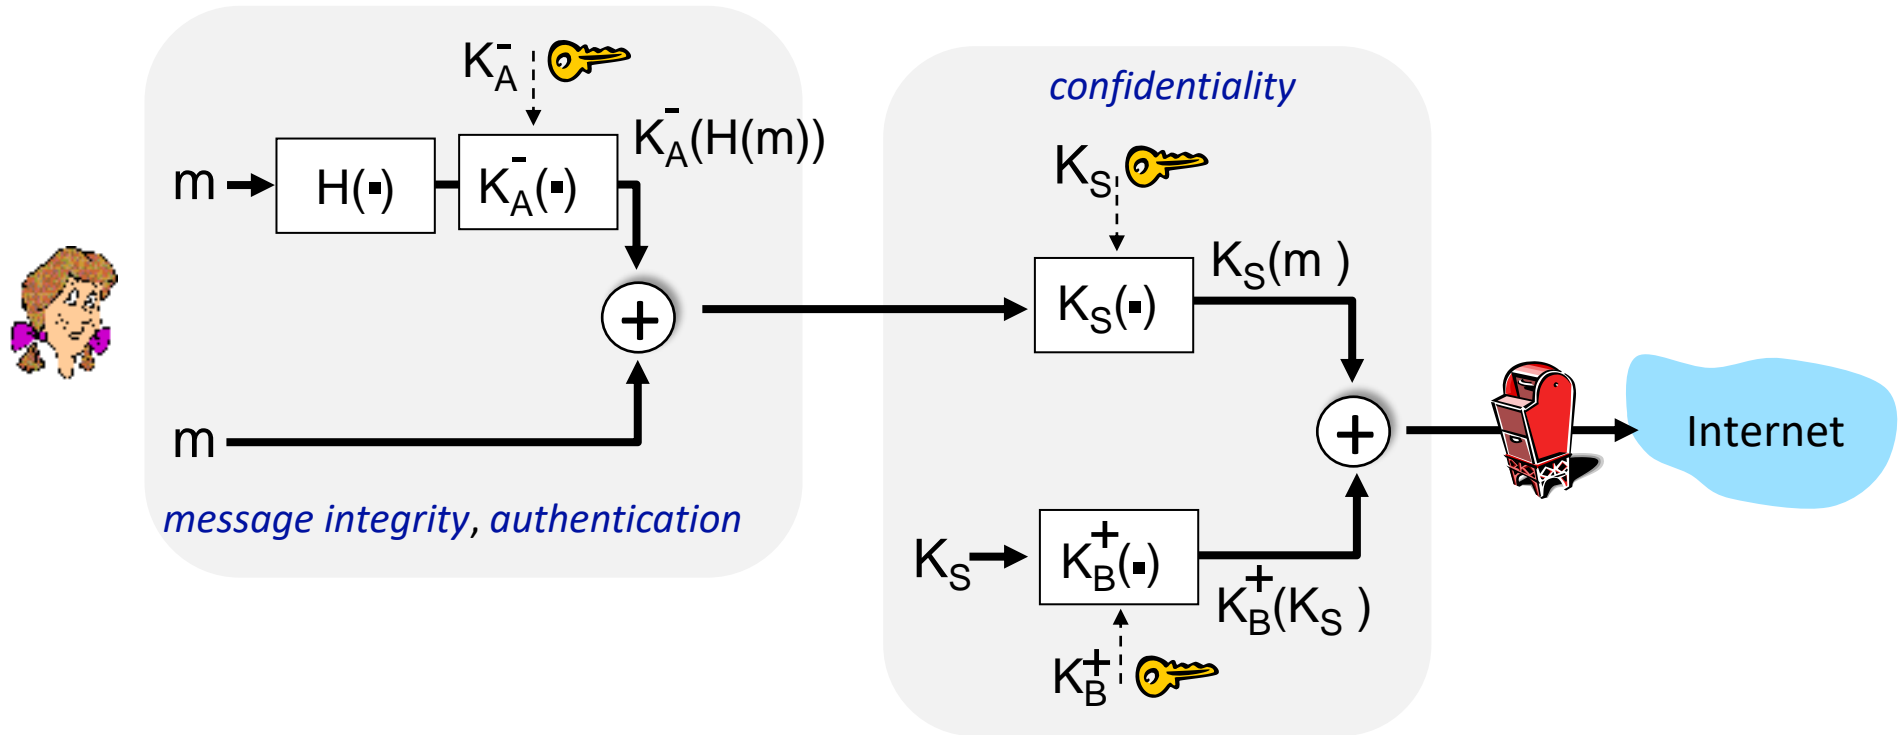 K_A^-
K_A^-(H(m))
m
H(▪)
K_A^-(▪)
+
m
message integrity, authentication
confidentiality
K_S
K_S(m )
K_S(▪)
+
Internet
K_S
K_B^+(▪)
K_B^+(K_S )
K_B^+